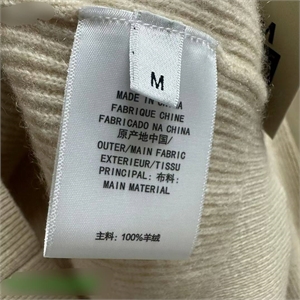 M
MADE IN CHINA
FABRIQUE CHINE
FABRICADO NA CHINA
原产地中国/
OUTER/MAIN FABRIC
EXTERIEUR/TISSU
PRINCIPAL: 布料:
MAIN MATERIAL
主料: 100%羊绒